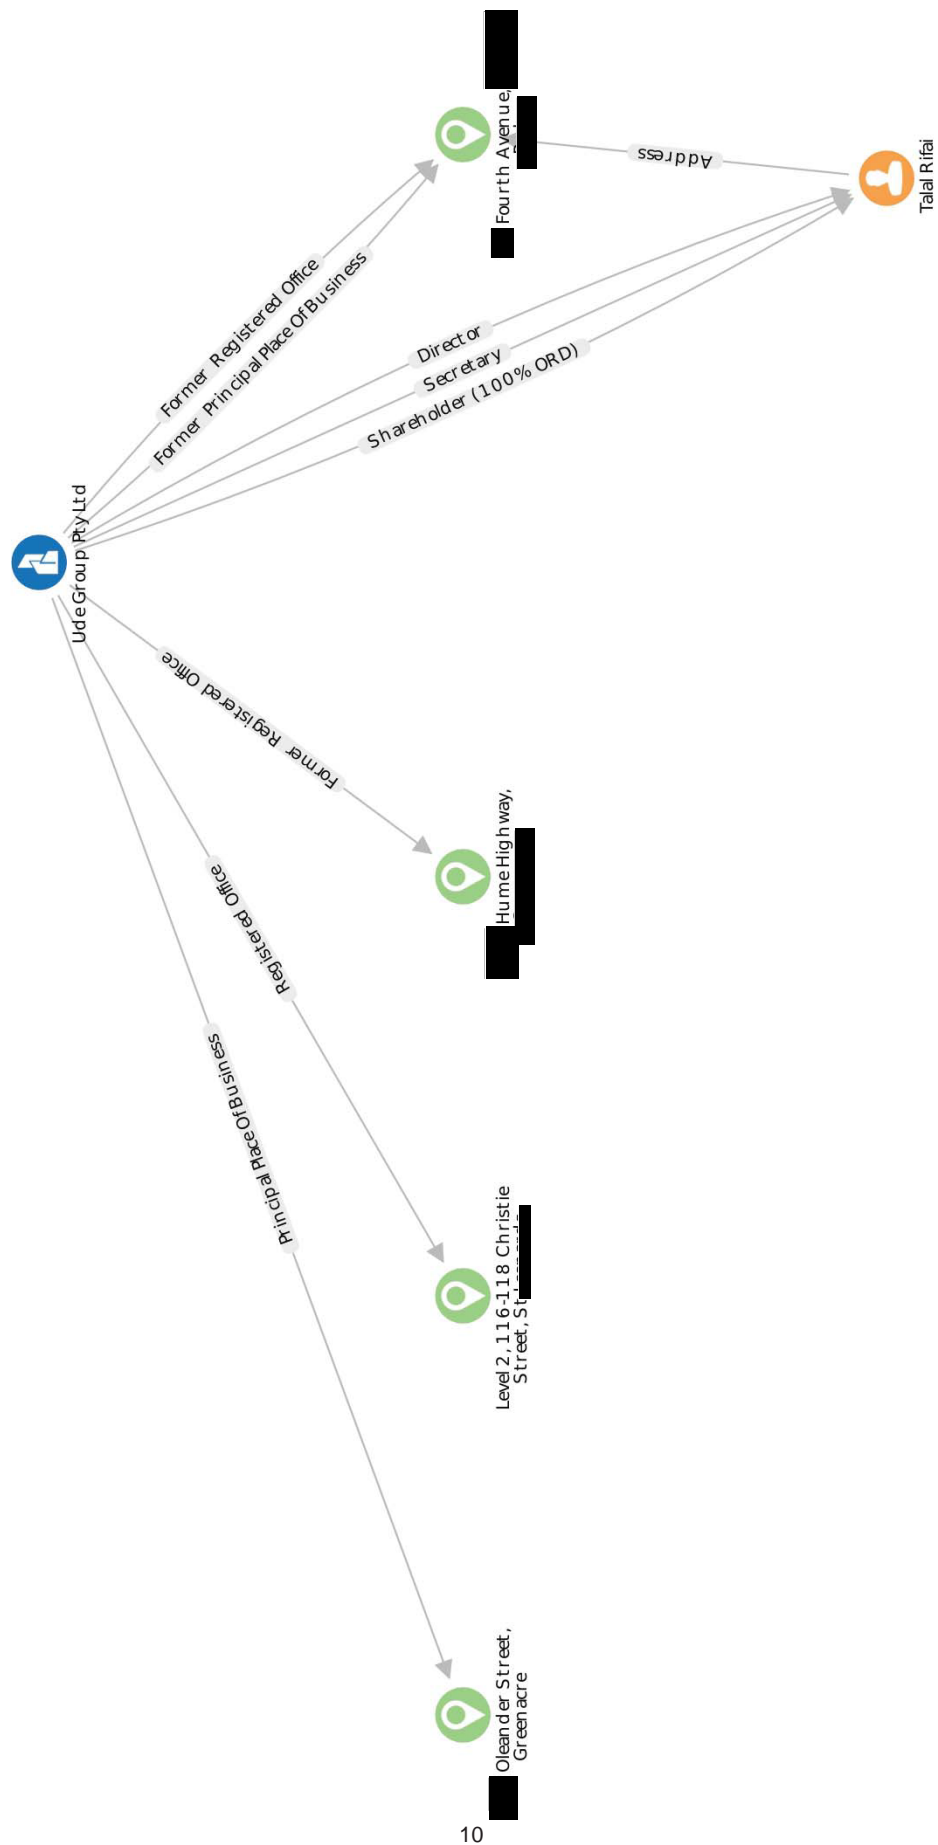 Fourth Avenue,
Address
Talal Rifai
Former Registered Office
Former Principal Place Of Business
Director
Secretary
Shareholder (100% ORD)
Ude Group Pty Ltd
Former Registered Office
Hume Highway,
Registered Office
Principal Place Of Business
Level 2, 116-118 Christie
Street, St
Oleander Street,
Greenacre
10